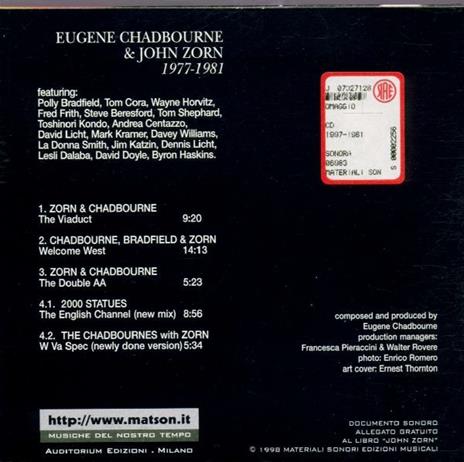 EUGENE CHADBOURNE
& JOHN ZORN
1977-1981
featuring:
Polly Bradfield, Tom Cora, Wayne Horvitz,
Fred Frith, Steve Beresford, Tom Shephard,
Toshinori Kondo, Andrea Centazzo,
David Licht, Mark Kramer, Davey Williams,
La Donna Smith, Jim Katzin, Dennis Licht,
Lesli Dalaba, David Doyle, Byron Haskins.
J 07027128
OMAGGIO
CD
1997-1981
SONORA
06983
MATERIALI SON
S 00002256
1. ZORN & CHADBOURNE
The Viaduct 9:20
2. CHADBOURNE, BRADFIELD & ZORN
Welcome West 14:13
3. ZORN & CHADBOURNE
The Double AA 5:23
4.1. 2000 STATUES
The English Channel (new mix) 8:56
4.2. THE CHADBOURNES with ZORN
W Va Spec (newly done version) 5:34
composed and produced by
Eugene Chadbourne
production managers:
Francesca Pieraccini & Walter Rovere
photo: Enrico Romero
art cover: Ernest Thornton
http://www.matson.it
MUSICHE DEL NOSTRO TEMPO
AUDITORIUM EDIZIONI . MILANO
DOCUMENTO SONORO
ALLEGATO GRATUITO
AL LIBRO "JOHN ZORN"
© 1998 MATERIALI SONORI EDIZIONI MUSICALI